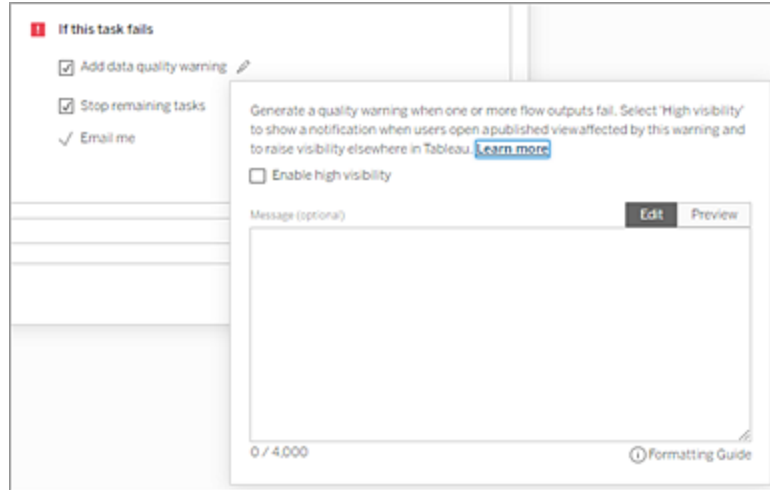 If this task fails
Add data quality warning
Stop remaining tasks
Email me
Generate a quality warning when one or more flow outputs fail. Select 'High visibility'
to show a notification when users open a published view affected by this warning and
to raise visibility elsewhere in Tableau. Learn more
Enable high visibility
Message (optional)
Edit Preview
0 / 4,000
Formatting Guide